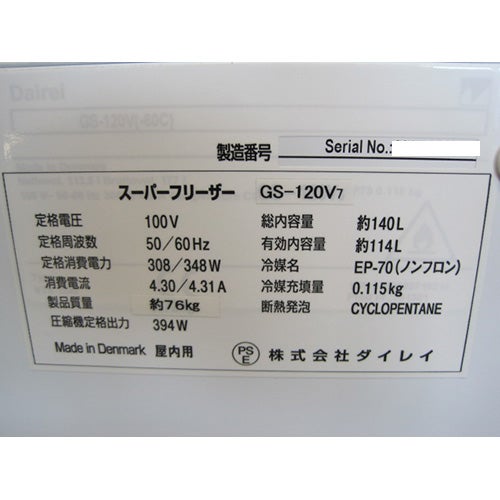 Dairei
GS-120V(-60C)
製造番号 Serial No.:
スーパーフリーザー GS-120V7
定格電圧 100V 総内容量 約140L
定格周波数 50/60Hz 有効内容量 約114L
定格消費電力 308/348W 冷媒名 EP-70(ノンフロン)
消費電流 4.30/4.31A 冷媒充填量 0.115kg
製品質量 約76kg 断熱発泡 CYCLOPENTANE
圧縮機定格出力 394W
Made in Denmark 屋内用 PS E 株式会社ダイレイ